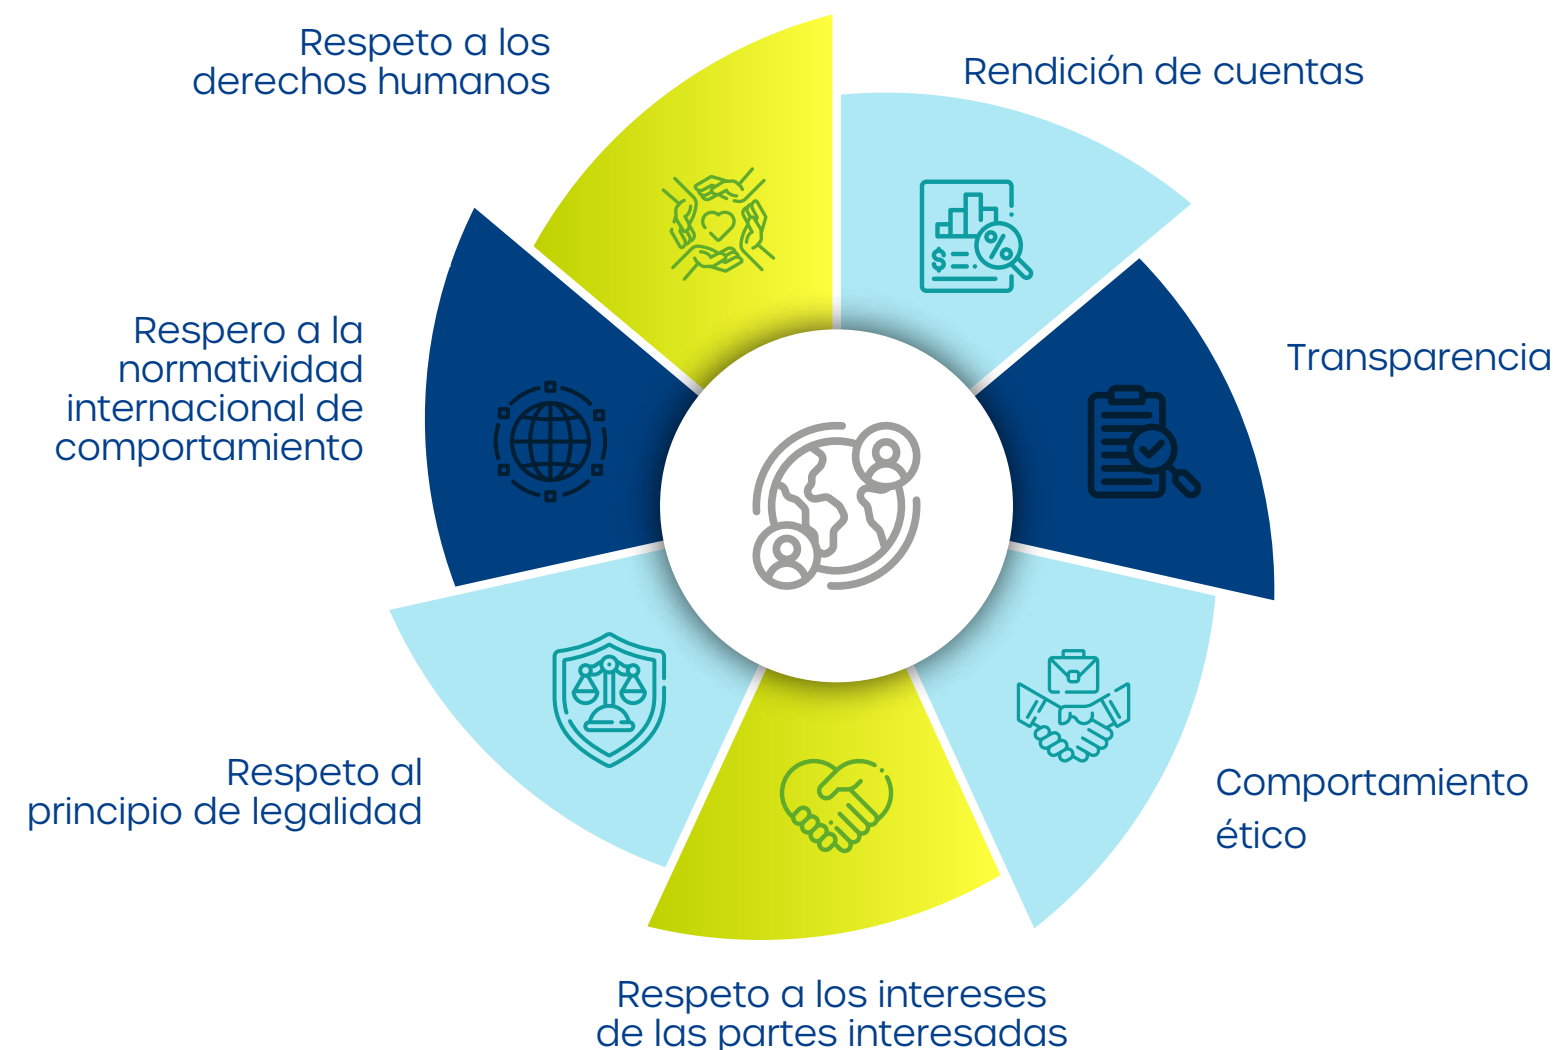 Respeto a los
derechos humanos
Rendición de cuentas
Respero a la
normatividad
internacional de
comportamiento
Transparencia
Respeto al
principio de legalidad
Comportamiento
ético
Respeto a los intereses
de las partes interesadas
$
%